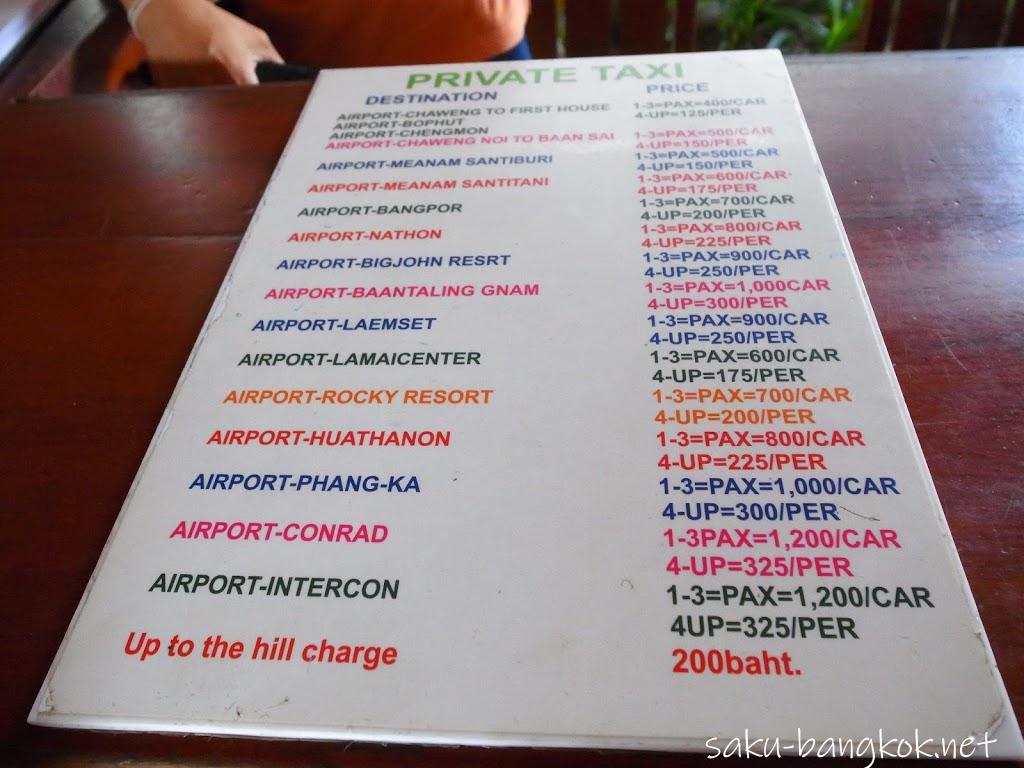 PRIVATE TAXI
DESTINATION PRICE
AIRPORT-CHAWENG TO FIRST HOUSE 1-3=PAX=400/CAR
AIRPORT-BOPHUT 4-UP=125/PER
AIRPORT-CHENGMON
AIRPORT-CHAWENG NOI TO BAAN SAI 1-3=PAX=500/CAR
4-UP=150/PER
AIRPORT-MEANAM SANTIBURI 1-3=PAX=500/CAR
4-UP=150/PER
AIRPORT-MEANAM SANTITANI 1-3=PAX=600/CAR
4-UP=175/PER
AIRPORT-BANGPOR 1-3=PAX=700/CAR
4-UP=200/PER
AIRPORT-NATHON 1-3=PAX=800/CAR
4-UP=225/PER
AIRPORT-BIGJOHN RESRT 1-3=PAX=900/CAR
4-UP=250/PER
AIRPORT-BAANTALING GNAM 1-3=PAX=1,000CAR
4-UP=300/PER
AIRPORT-LAEMSET 1-3=PAX=900/CAR
4-UP=250/PER
AIRPORT-LAMAICENTER 1-3=PAX=600/CAR
4-UP=175/PER
AIRPORT-ROCKY RESORT 1-3=PAX=700/CAR
4-UP=200/PER
AIRPORT-HUATHANON 1-3=PAX=800/CAR
4-UP=225/PER
AIRPORT-PHANG-KA 1-3=PAX=1,000/CAR
4-UP=300/PER
AIRPORT-CONRAD 1-3PAX=1,200/CAR
4-UP=325/PER
AIRPORT-INTERCON 1-3=PAX=1,200/CAR
4UP=325/PER
Up to the hill charge 200baht.
saku-bangkok.net